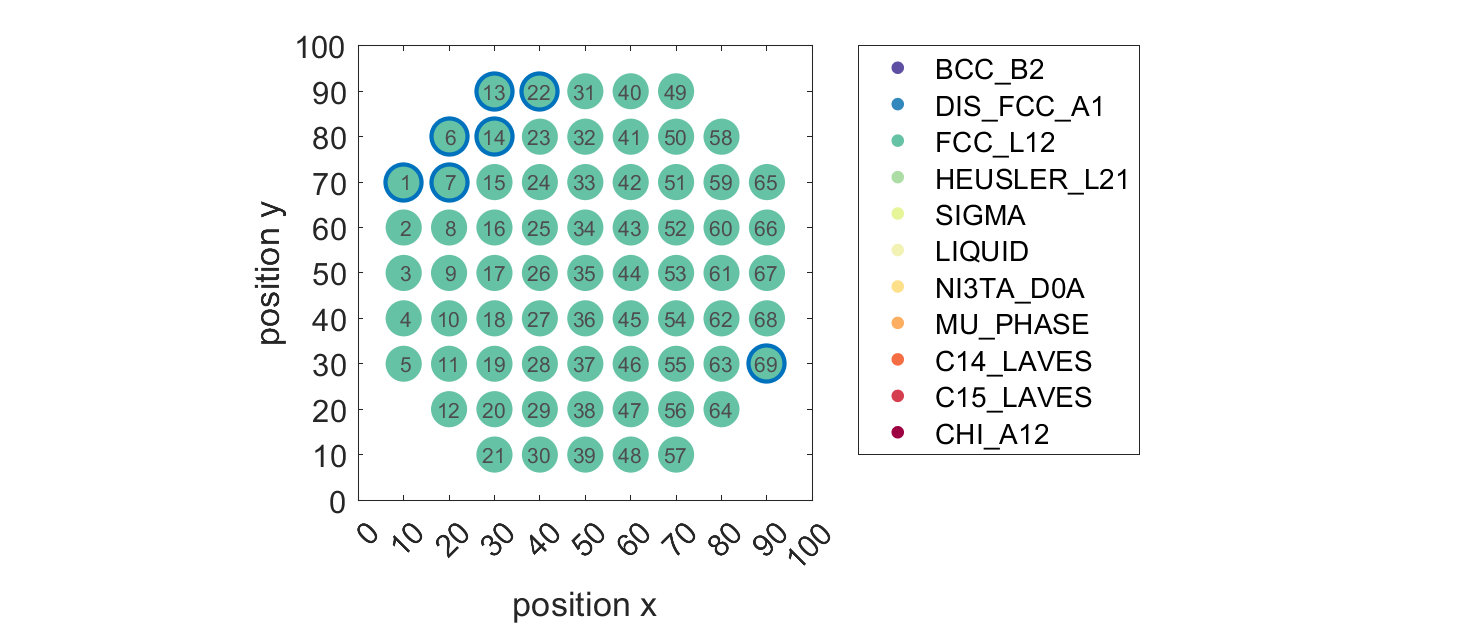 100
90
80
70
60
50
40
30
20
10
0
position y
13 22 31 40 49
6 14 23 32 41 50 58
1 7 15 24 33 42 51 59 65
2 8 16 25 34 43 52 60 66
3 9 17 26 35 44 53 61 67
4 10 18 27 36 45 54 62 68
5 11 19 28 37 46 55 63 69
12 20 29 38 47 56 64
21 30 39 48 57
0 10 20 30 40 50 60 70 80 90 100
position x
BCC_B2
DIS_FCC_A1
FCC_L12
HEUSLER_L21
SIGMA
LIQUID
NI3TA_D0A
MU_PHASE
C14_LAVES
C15_LAVES
CHI_A12